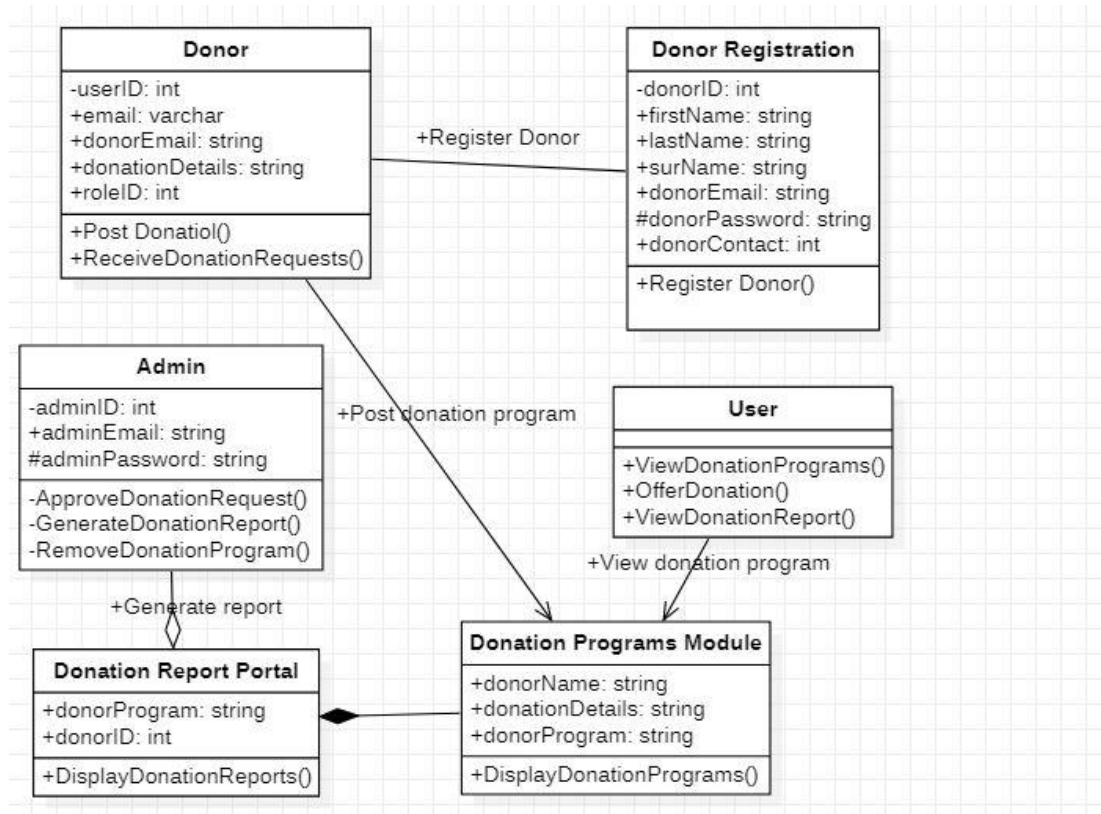 Donor
-userID: int
+email: varchar
+donorEmail: string
+donationDetails: string
+roleID: int
+Post Donatiol()
+ReceiveDonationRequests()
+Register Donor
Donor Registration
-donorID: int
+firstName: string
+lastName: string
+surName: string
+donorEmail: string
#donorPassword: string
+donorContact: int
+Register Donor()
Admin
-adminID: int
+adminEmail: string
#adminPassword: string
-ApproveDonationRequest()
-GenerateDonationReport()
-RemoveDonationProgram()
+Post donation program
User
+ViewDonationPrograms()
+OfferDonation()
+ViewDonationReport()
+View donation program
+Generate report
Donation Report Portal
+donorProgram: string
+donorID: int
+DisplayDonationReports()
Donation Programs Module
+donorName: string
+donationDetails: string
+donorProgram: string
+DisplayDonationPrograms()